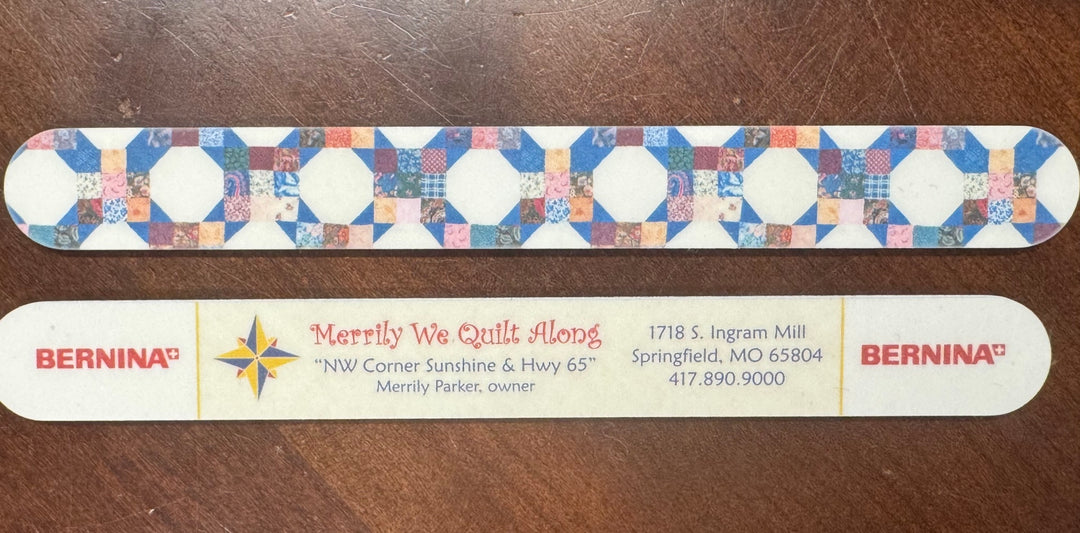 BERNINA
Merrily We Quilt Along
“NW Corner Sunshine & Hwy 65”
Merrily Parker, owner
1718 S. Ingram Mill
Springfield, MO 65804
417.890.9000
BERNINA